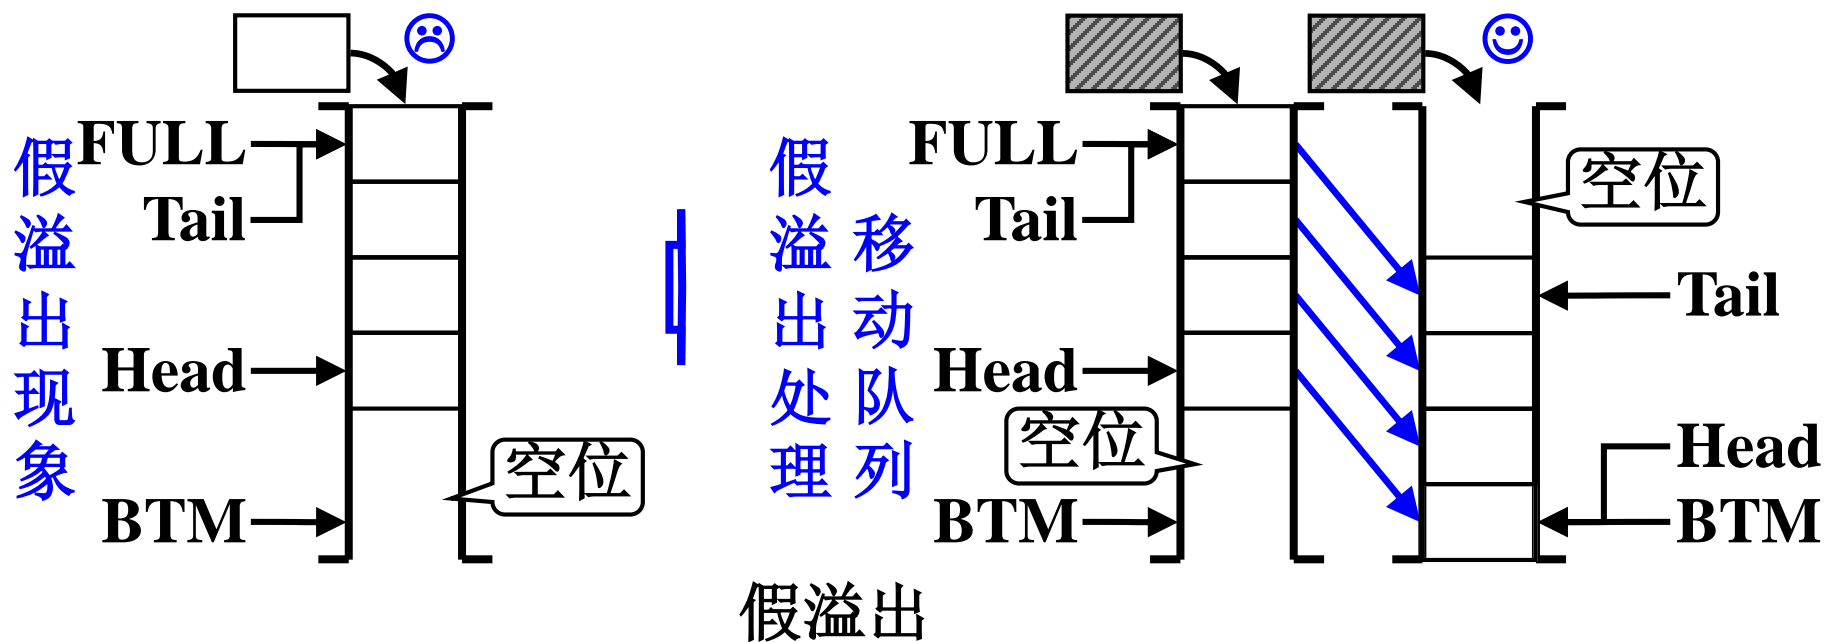 假溢出现象
FULL
Tail
Head
BTM
空位
假溢出处理
移动队列
FULL
Tail
Head
空位
BTM
空位
Tail
Head
BTM
假溢出